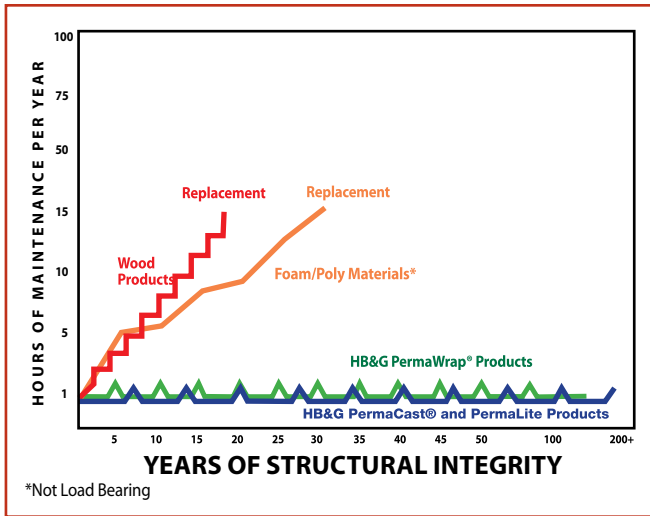 HOURS OF MAINTENANCE PER YEAR
100
75
50
15
10
5
1
Replacement
Replacement
Wood
Products
Foam/Poly Materials*
HB&G PermaWrap® Products
HB&G PermaCast® and PermaLite Products
5 10 15 20 25 30 35 40 45 50 100 200+
YEARS OF STRUCTURAL INTEGRITY
*Not Load Bearing